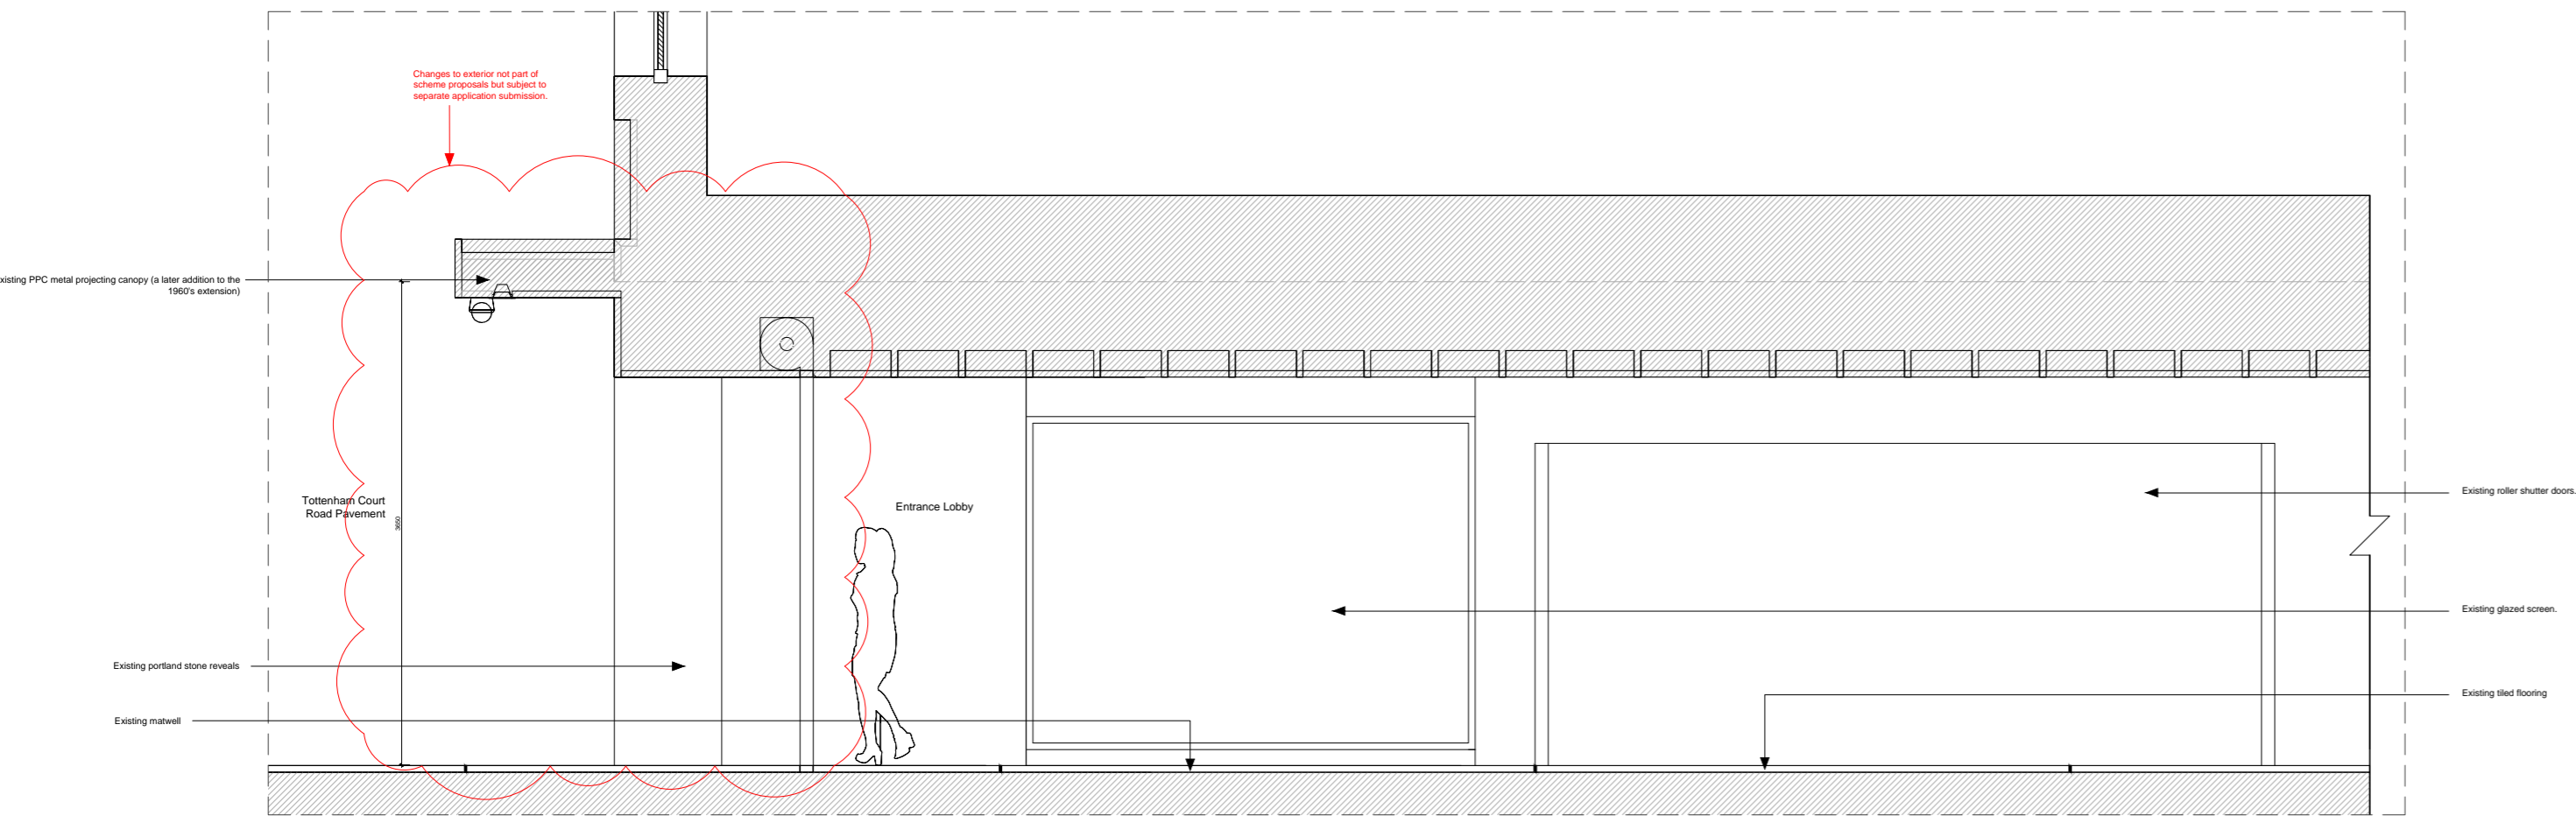 Changes to exterior not part of
scheme proposals but subject to
separate application submission.
xisting PPC metal projecting canopy (a later addition to the
1960's extension)
Tottenham Court
Road Pavement
3650
Entrance Lobby
Existing roller shutter doors.
Existing glazed screen.
Existing portland stone reveals
Existing tiled flooring
Existing matwell